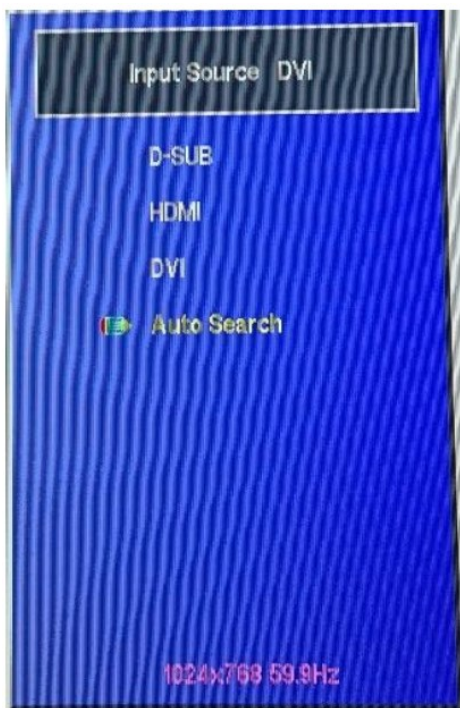 Input Source DVI
D-SUB
HDMI
DVI
Auto Search
1024x768 59.9Hz